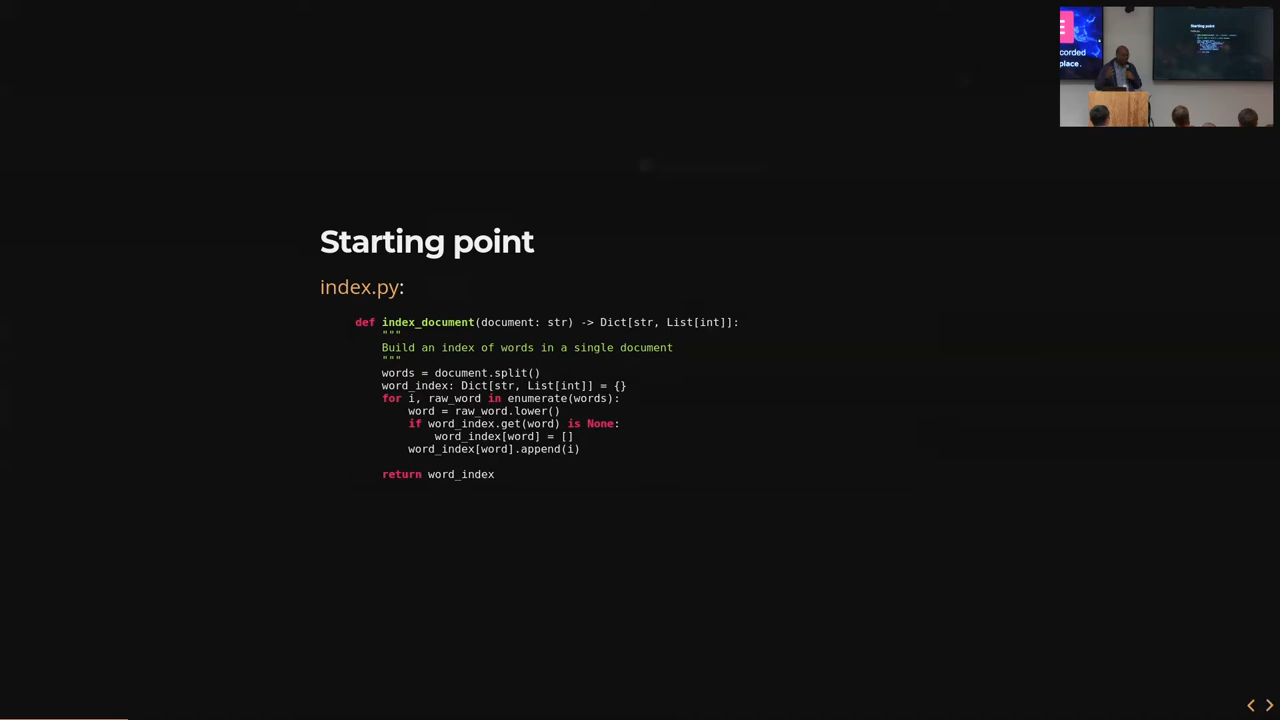 Starting point
index.py:
def index_document(document: str) -> Dict[str, List[int]]:
"""
Build an index of words in a single document
"""
words = document.split()
word_index: Dict[str, List[int]] = {}
for i, raw_word in enumerate(words):
word = raw_word.lower()
if word_index.get(word) is None:
word_index[word] = []
word_index[word].append(i)
return word_index
E
corded
place.
Starting point